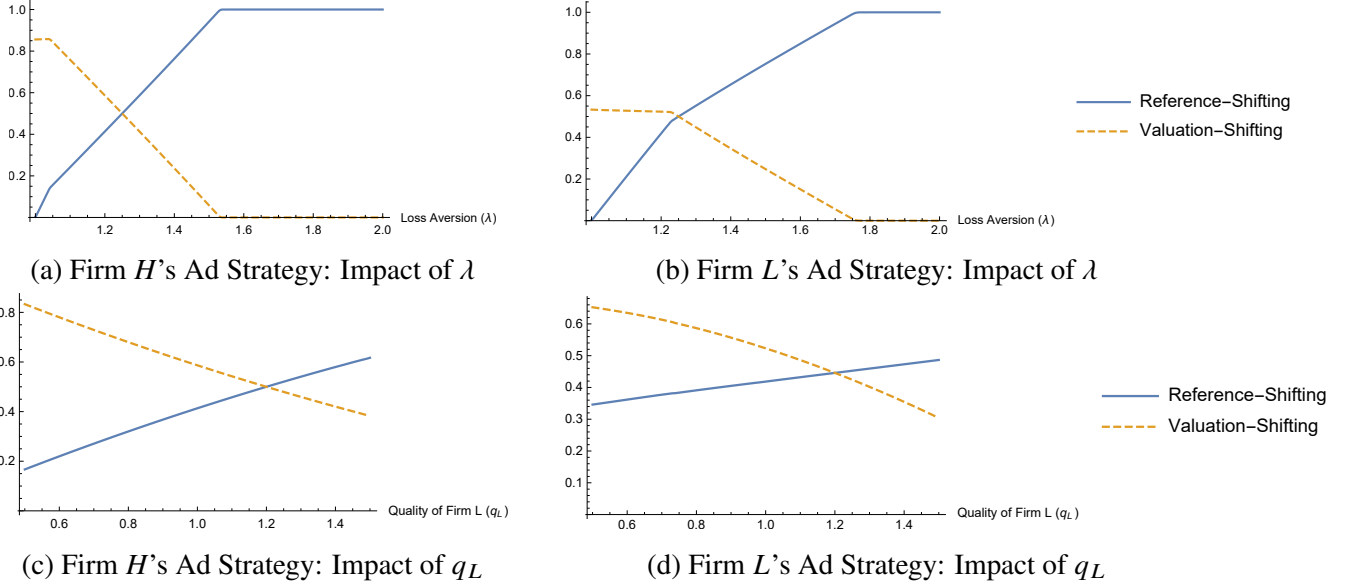 1.0
0.8
0.6
0.4
0.2
1.2 1.4 1.6 1.8 2.0
Loss Aversion (λ)
1.0
0.8
0.6
0.4
0.2
1.2 1.4 1.6 1.8 2.0
Loss Aversion (λ)
Reference–Shifting
Valuation–Shifting
(a) Firm H's Ad Strategy: Impact of λ
(b) Firm L's Ad Strategy: Impact of λ
0.8
0.6
0.4
0.2
0.6 0.8 1.0 1.2 1.4
Quality of Firm L (qL)
0.6
0.5
0.4
0.3
0.2
0.1
0.6 0.8 1.0 1.2 1.4
Quality of Firm L (qL)
Reference–Shifting
Valuation–Shifting
(c) Firm H's Ad Strategy: Impact of qL
(d) Firm L's Ad Strategy: Impact of qL